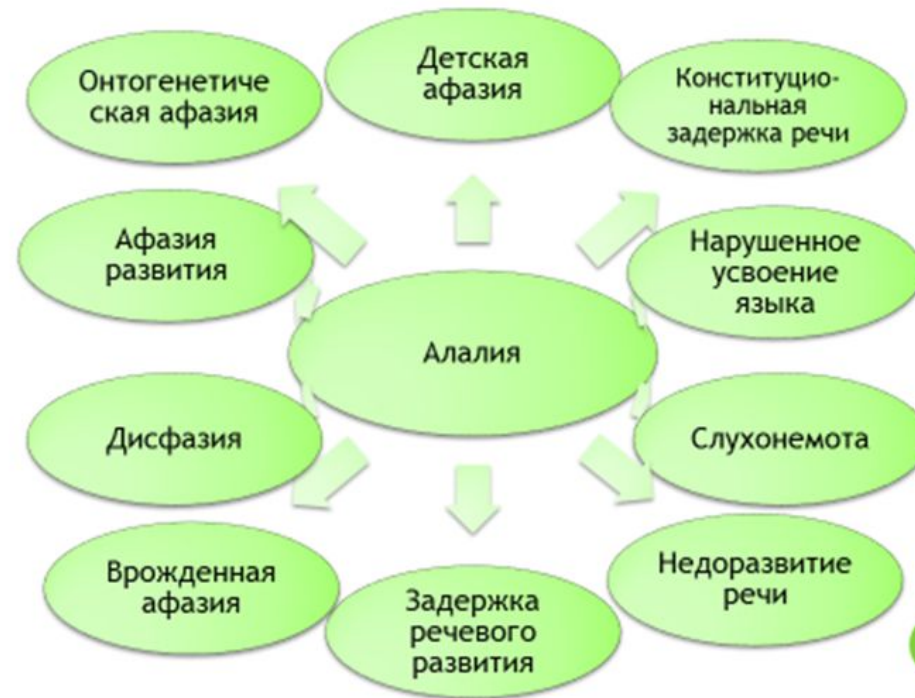 Онтогенетиче
ская афазия
Детская
афазия
Конституцио-
нальная
задержка речи
Афазия
развития
Нарушенное
усвоение
языка
Алалия
Дисфазия
Слухонемота
Врожденная
афазия
Задержка
речевого
развития
Недоразвитие
речи